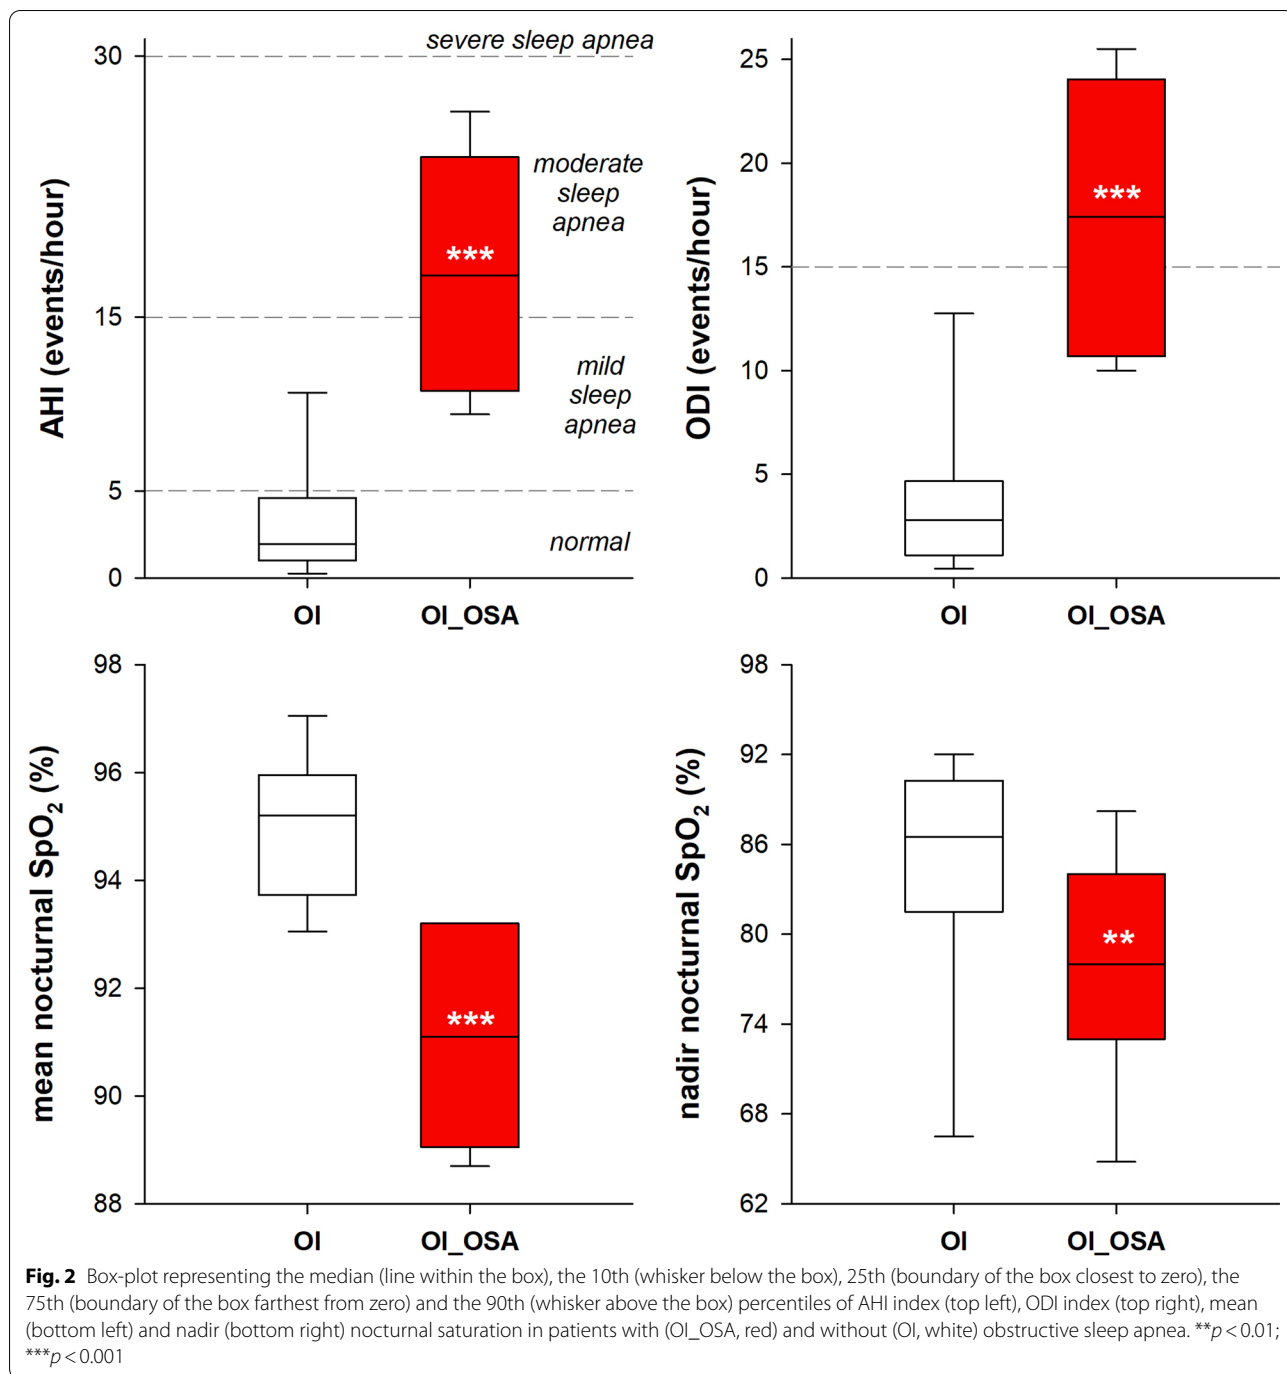 severe sleep apnea
30
moderate
sleep
apnea
***
15
mild
sleep
apnea
5
normal
0
AHI (events/hour)
OI OI_OSA
25
20
***
15
10
5
0
ODI (events/hour)
OI OI_OSA
98
96
94
92
***
90
88
mean nocturnal SpO2 (%)
OI OI_OSA
98
92
86
80
**
74
68
62
nadir nocturnal SpO2 (%)
OI OI_OSA
Fig. 2 Box-plot representing the median (line within the box), the 10th (whisker below the box), 25th (boundary of the box closest to zero), the
75th (boundary of the box farthest from zero) and the 90th (whisker above the box) percentiles of AHI index (top left), ODI index (top right), mean
(bottom left) and nadir (bottom right) nocturnal saturation in patients with (OI_OSA, red) and without (OI, white) obstructive sleep apnea. **p < 0.01;
***p < 0.001